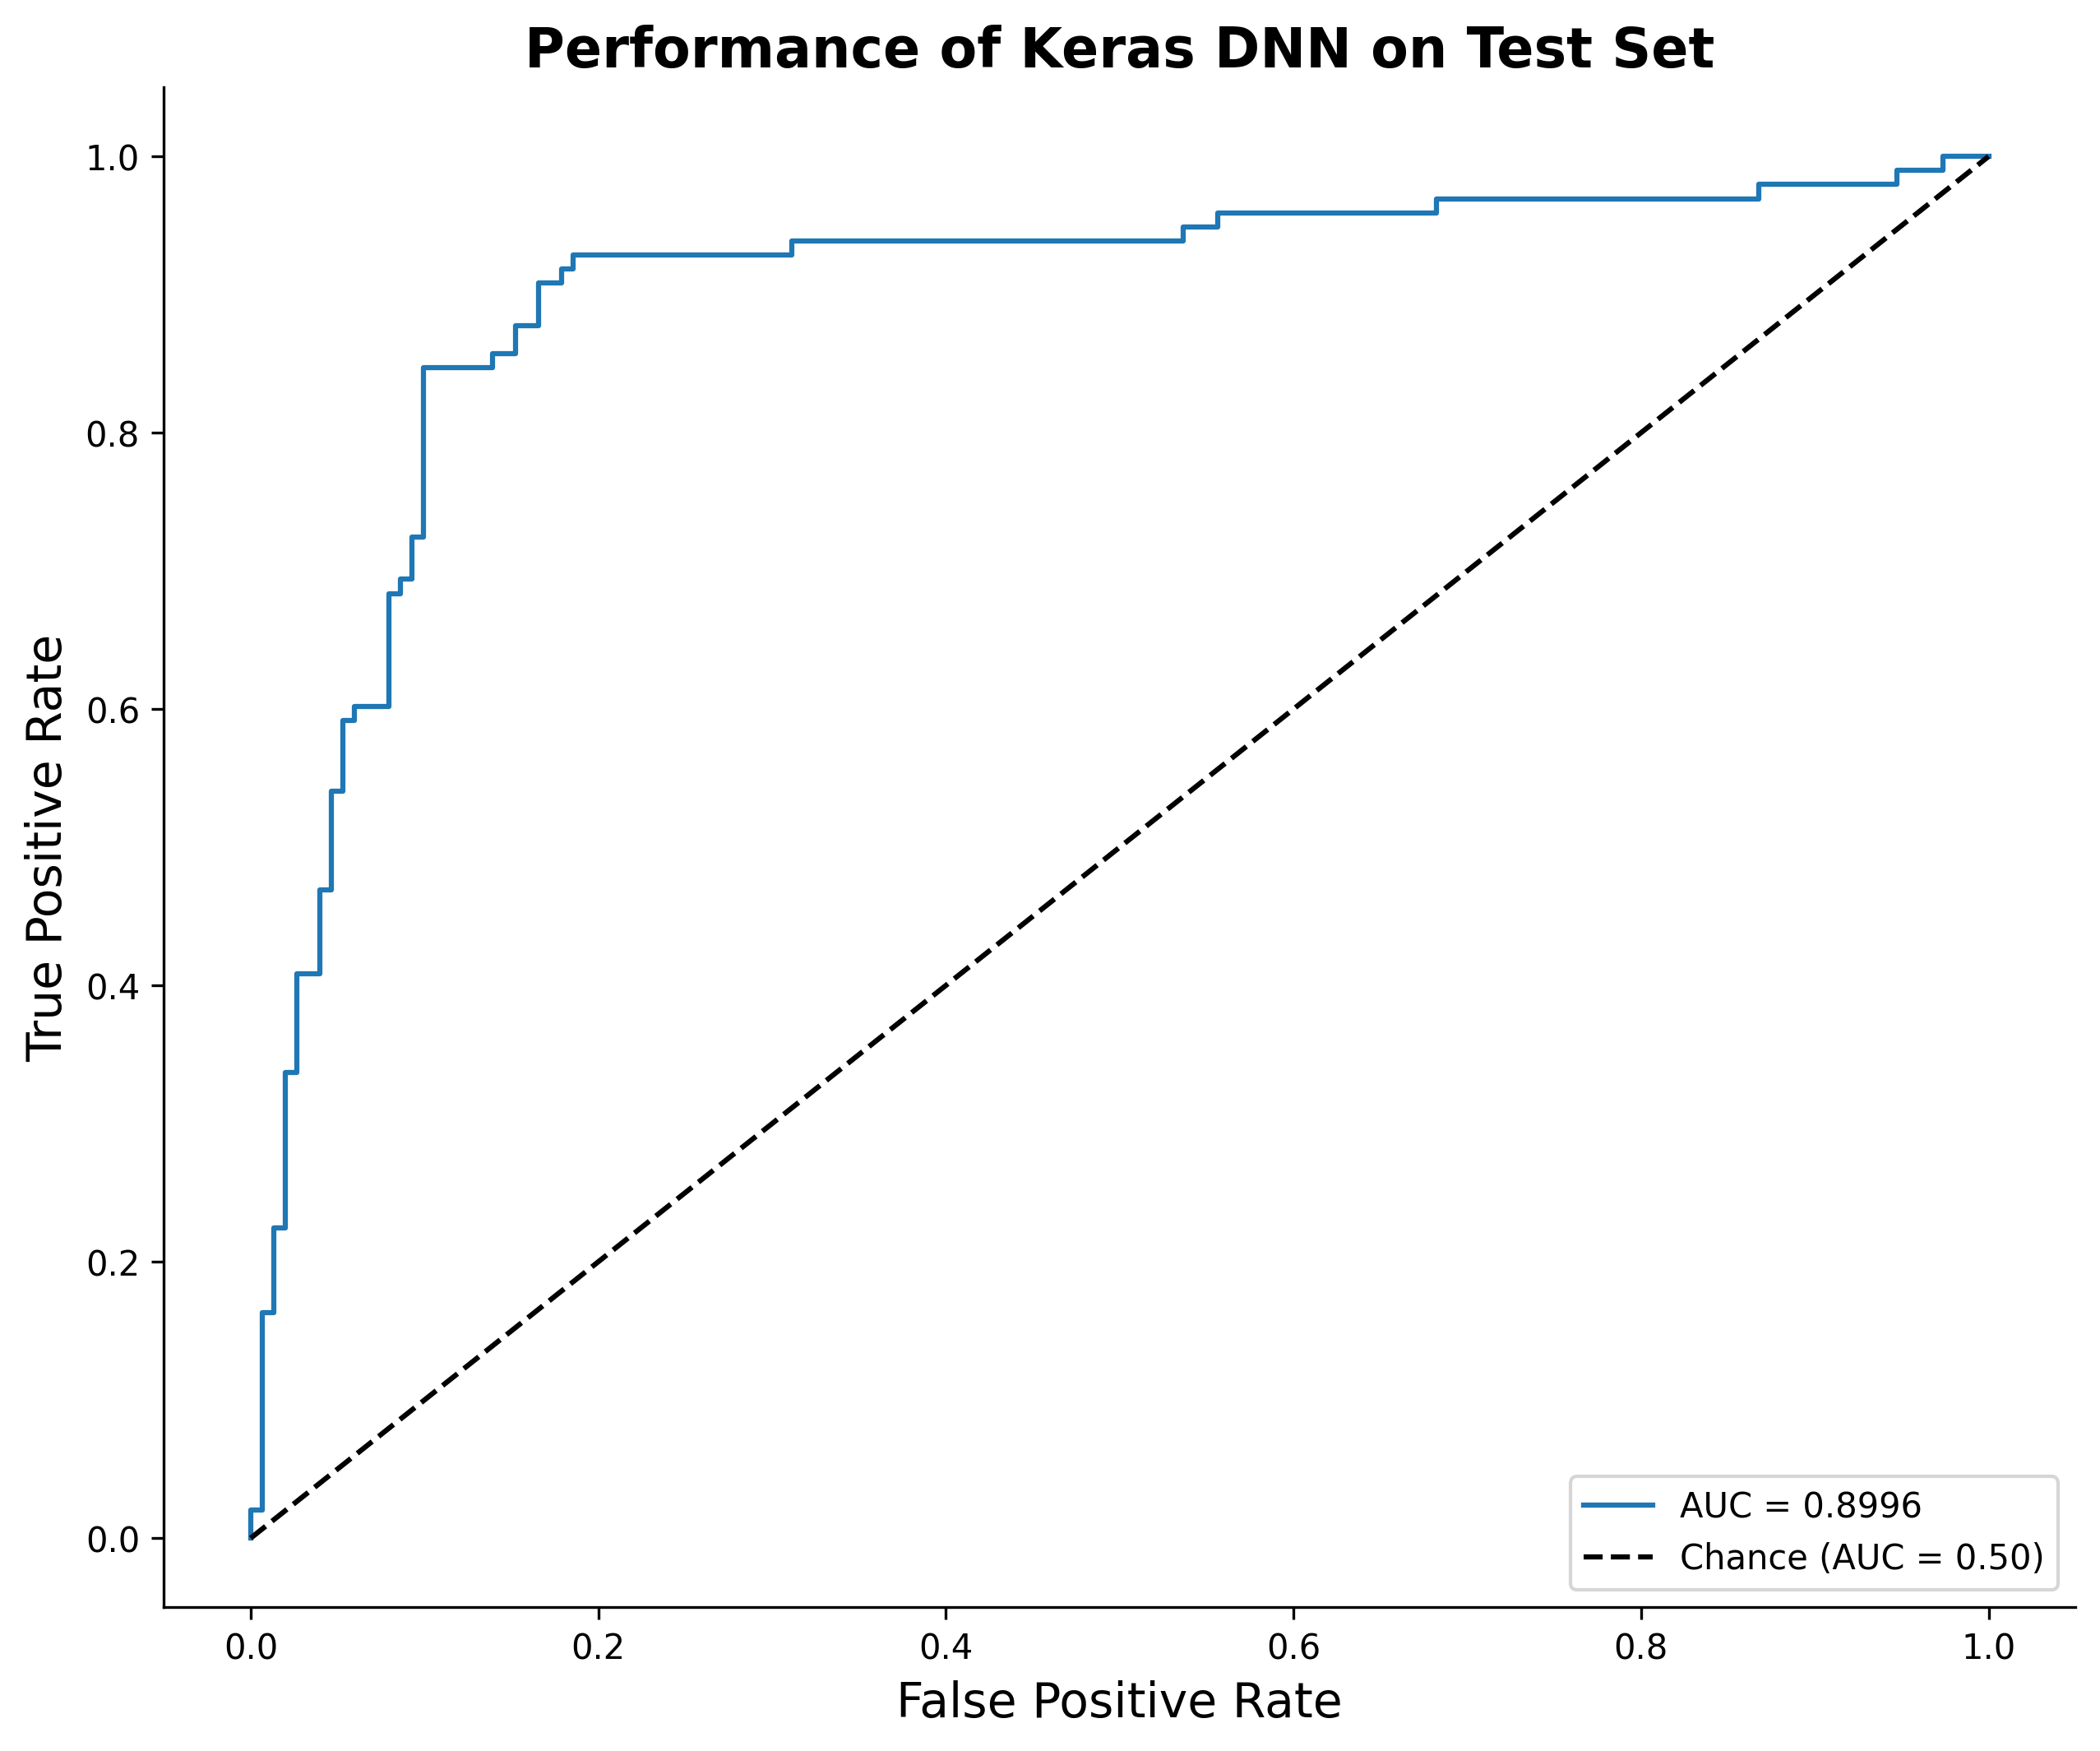 Performance of Keras DNN on Test Set
True Positive Rate
1.0
0.8
0.6
0.4
0.2
0.0
AUC = 0.8996
Chance (AUC = 0.50)
0.0 0.2 0.4 0.6 0.8 1.0
False Positive Rate